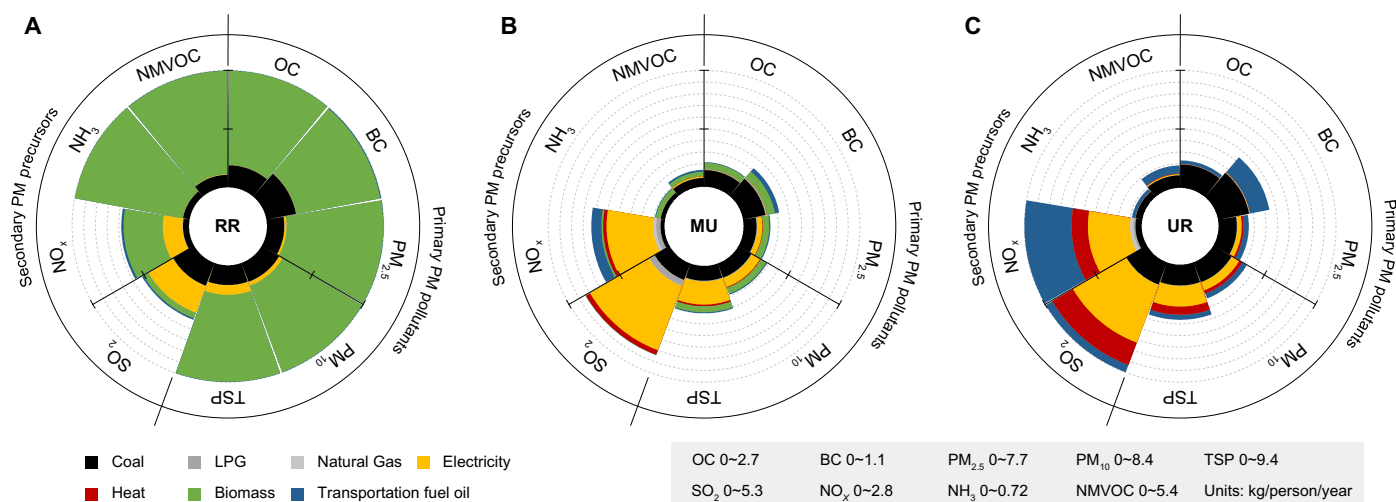 A
B
C
NMVOC
OC
BC
PM2.5
PM10
TSP
SO2
NOx
NH3
Secondary PM precursors
Primary PM pollutants
RR
NMVOC
OC
BC
PM2.5
PM10
TSP
SO2
NOx
NH3
Secondary PM precursors
Primary PM pollutants
MU
NMVOC
OC
BC
PM2.5
PM10
TSP
SO2
NOx
NH3
Secondary PM precursors
Primary PM pollutants
UR
Coal LPG Natural Gas Electricity
Heat Biomass Transportation fuel oil
OC 0~2.7 BC 0~1.1 PM2.5 0~7.7 PM10 0~8.4 TSP 0~9.4
SO2 0~5.3 NOX 0~2.8 NH3 0~0.72 NMVOC 0~5.4 Units: kg/person/year